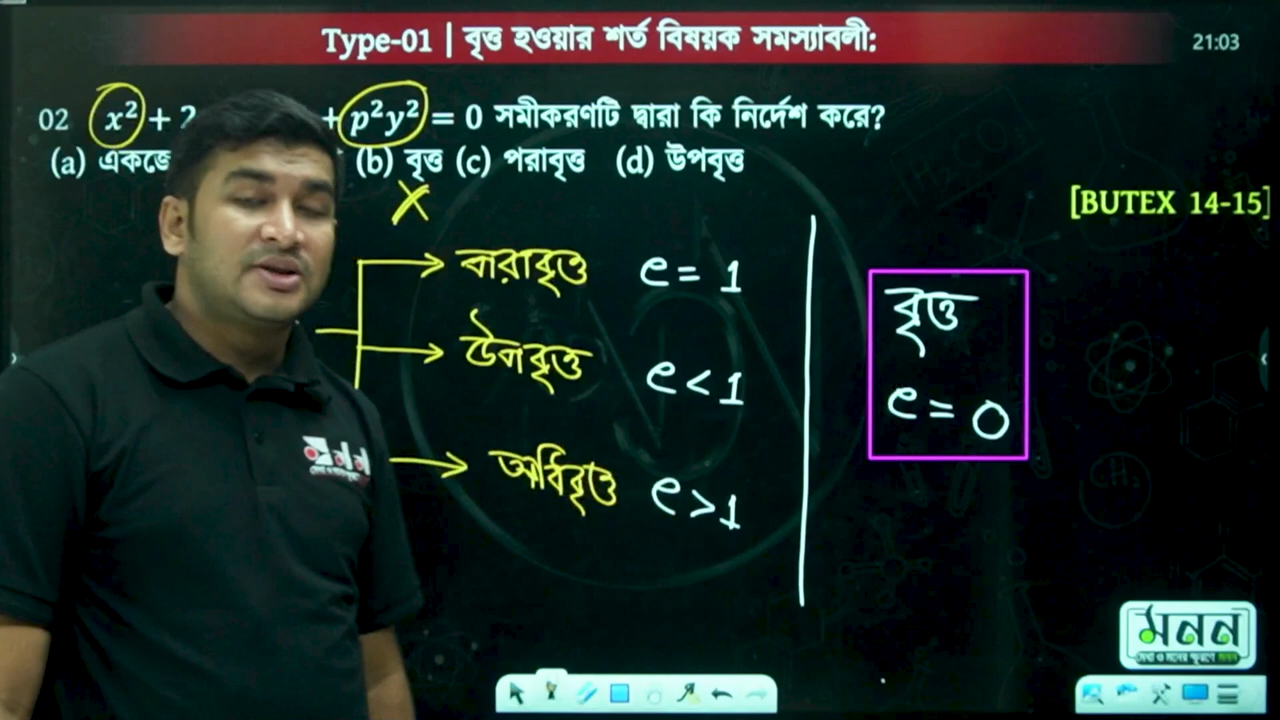 Type-01 | বৃত্ত হওয়ার শর্ত বিষয়ক সমস্যাবলী:
21:03
02 x² + 2 + p²y² = 0 সমীকরণটি দ্বারা কি নির্দেশ করে?
(a) (b) বৃত্ত (c) পরাবৃত্ত (d) উপবৃত্ত
[BUTEX 14-15]
পরাবৃত্ত e = 1
উপবৃত্ত e < 1
অধিবৃত্ত e > 1
বৃত্ত
e = 0
মনন